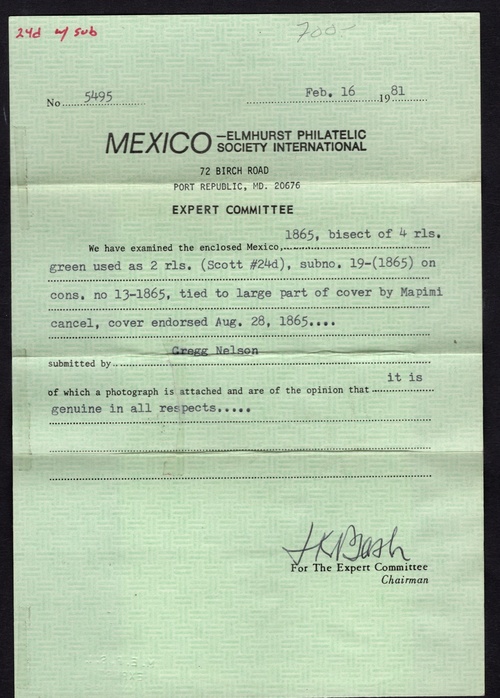 24d w/ sub
700-
No 5495
Feb. 16 1981
MEXICO—ELMHURST PHILATELIC
SOCIETY INTERNATIONAL
72 BIRCH ROAD
PORT REPUBLIC, MD. 20676
EXPERT COMMITTEE
1865, bisect of 4 rls.
We have examined the enclosed Mexico,
green used as 2 rls. (Scott #24d), subno. 19-(1865) on
cons. no 13-1865, tied to large part of cover by Mapimi
cancel, cover endorsed Aug. 28, 1865....
Gregg Nelson
submitted by
it is
of which a photograph is attached and are of the opinion that
genuine in all respects.....
For The Expert Committee
Chairman